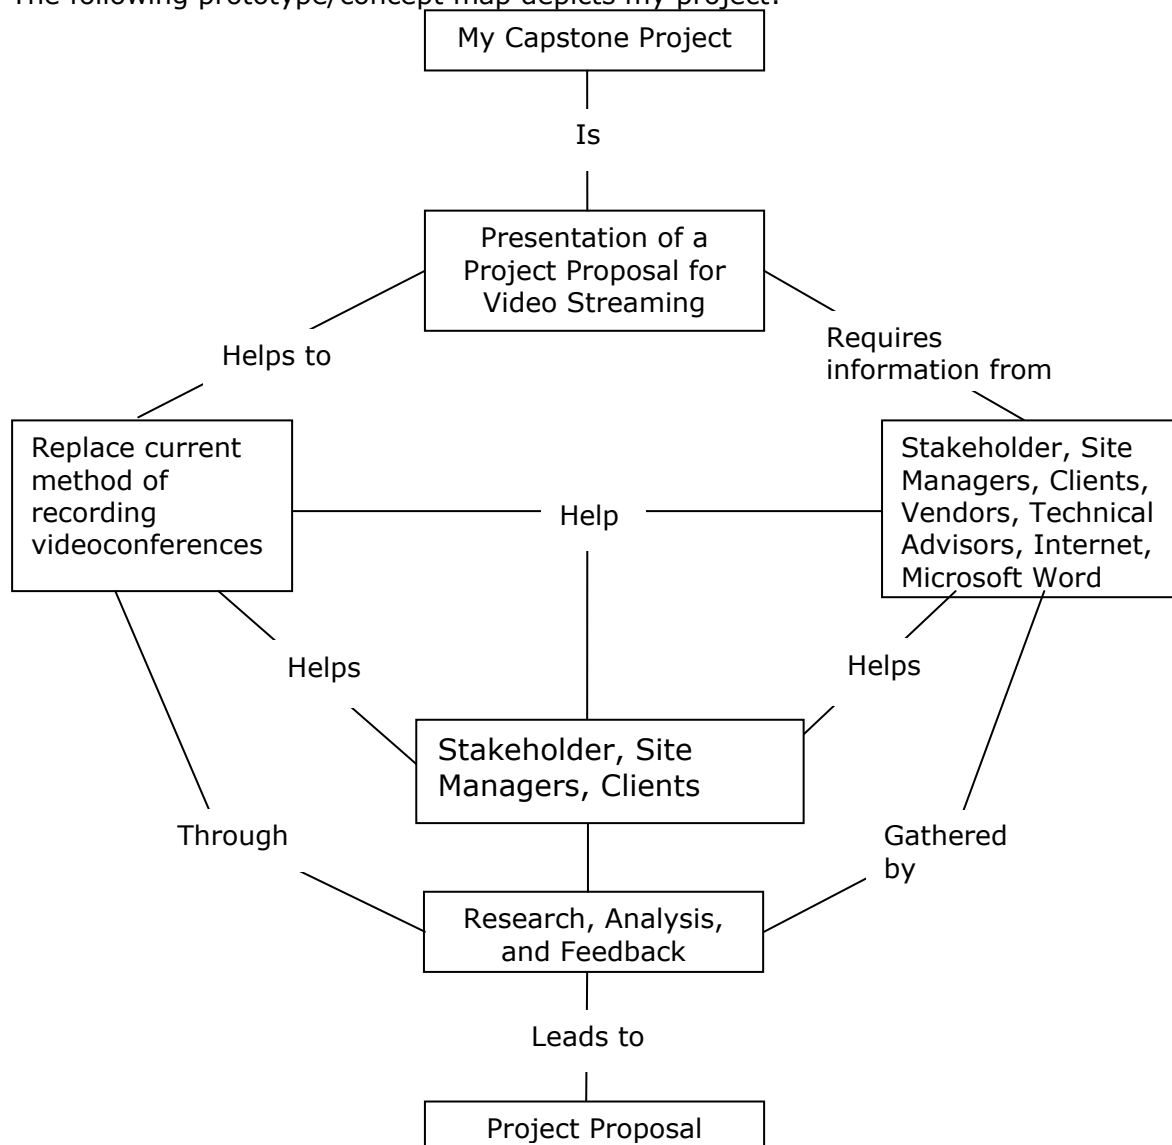 The following prototype/concept map depicts my project:
My Capstone Project
Is
Presentation of a
Project Proposal for
Video Streaming
Helps to
Requires
information from
Replace current
method of
recording
videoconferences
Help
Stakeholder, Site
Managers, Clients,
Vendors, Technical
Advisors, Internet,
Microsoft Word
Helps
Helps
Stakeholder, Site
Managers, Clients
Through
Gathered
by
Research, Analysis,
and Feedback
Leads to
Project Proposal